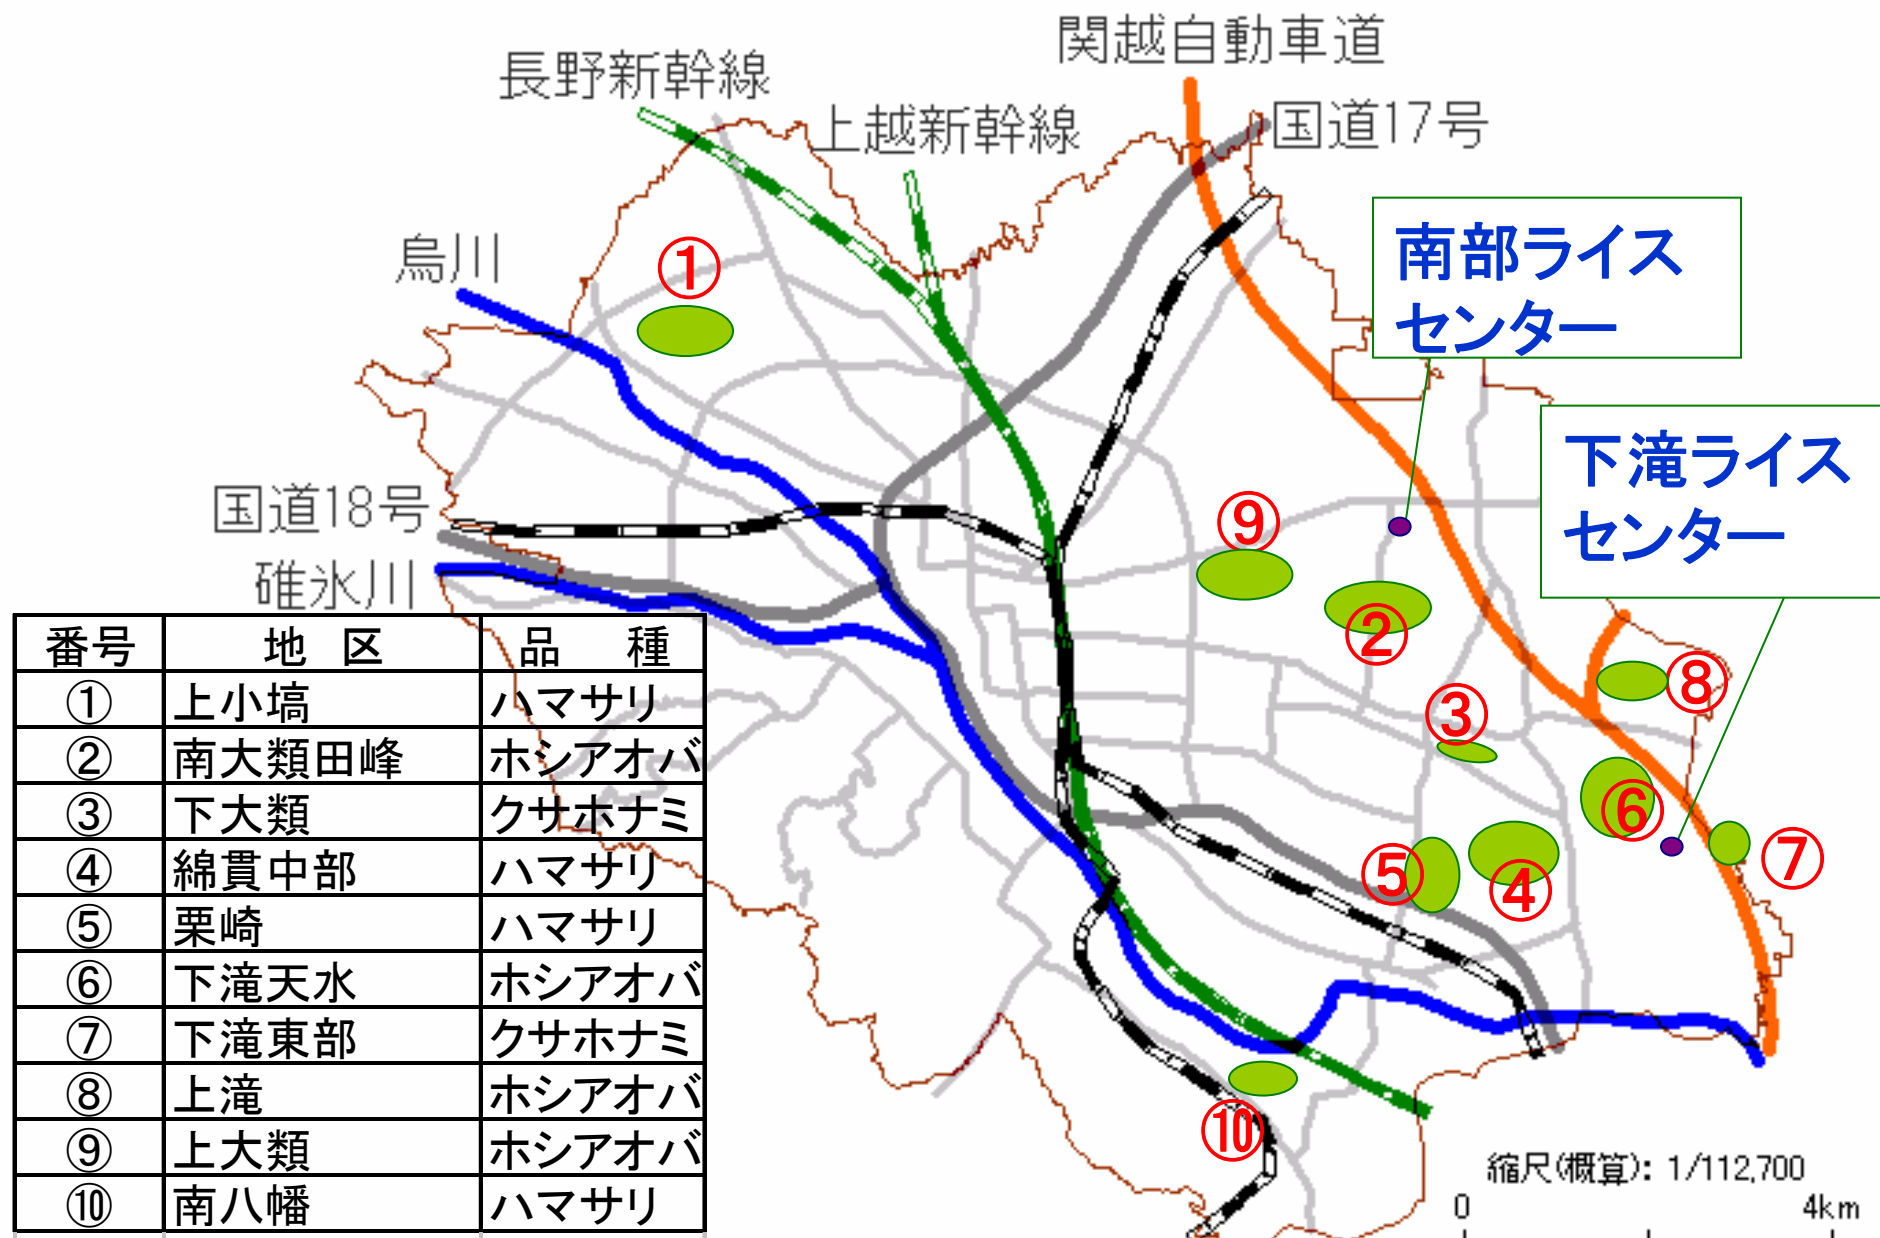 関越自動車道
長野新幹線
上越新幹線
国道17号
烏川
①
南部ライス
センター
下滝ライス
センター
国道18号
⑨
碓氷川
②
⑧
③
⑥
⑤
④
⑦
⑩
番号 地 区 品 種
① 上小塙 ハマサリ
② 南大類田峰 ホシアオバ
③ 下大類 クサホナミ
④ 綿貫中部 ハマサリ
⑤ 栗崎 ハマサリ
⑥ 下滝天水 ホシアオバ
⑦ 下滝東部 クサホナミ
⑧ 上滝 ホシアオバ
⑨ 上大類 ホシアオバ
⑩ 南八幡 ハマサリ
縮尺(概算): 1/112,700
0 4km